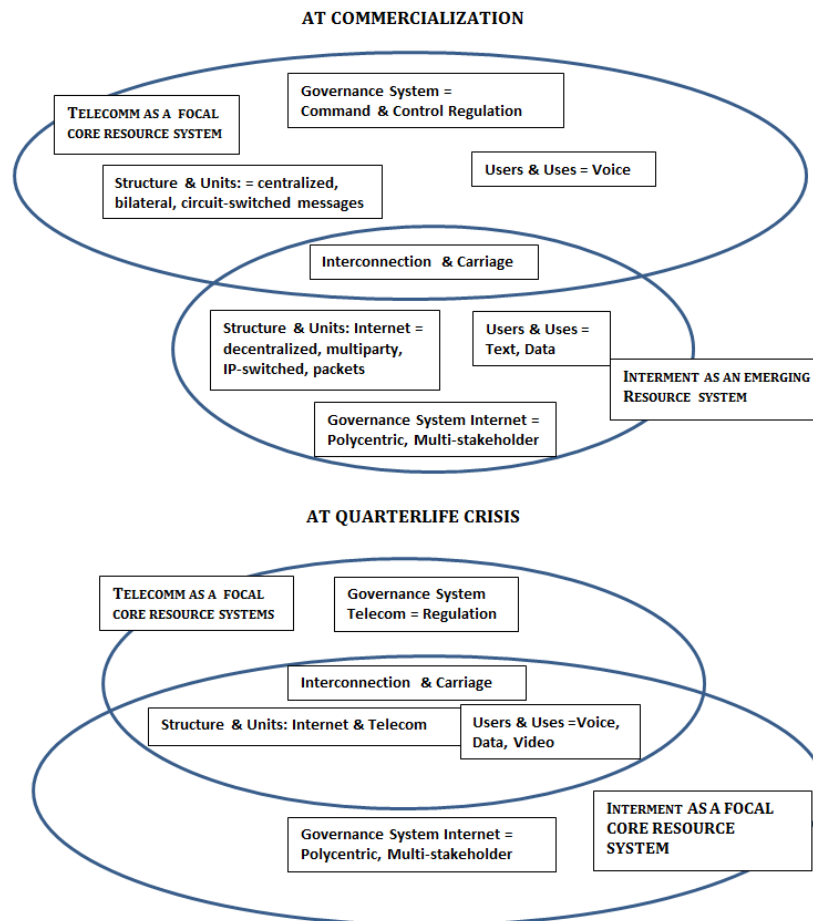 AT COMMERCIALIZATION
Governance System =
Command & Control Regulation
TELECOMM AS A FOCAL
CORE RESOURCE SYSTEM
Users & Uses = Voice
Structure & Units: = centralized,
bilateral, circuit-switched messages
Interconnection & Carriage
Structure & Units: Internet =
decentralized, multiparty,
IP-switched, packets
Users & Uses =
Text, Data
INTERMENT AS AN EMERGING
RESOURCE SYSTEM
Governance System Internet =
Polycentric, Multi-stakeholder
AT QUARTERLIFE CRISIS
TELECOMM AS A FOCAL
CORE RESOURCE SYSTEMS
Governance System
Telecom = Regulation
Interconnection & Carriage
Structure & Units: Internet & Telecom
Users & Uses =Voice,
Data, Video
INTERMENT AS A FOCAL
CORE RESOURCE
SYSTEM
Governance System Internet =
Polycentric, Multi-stakeholder